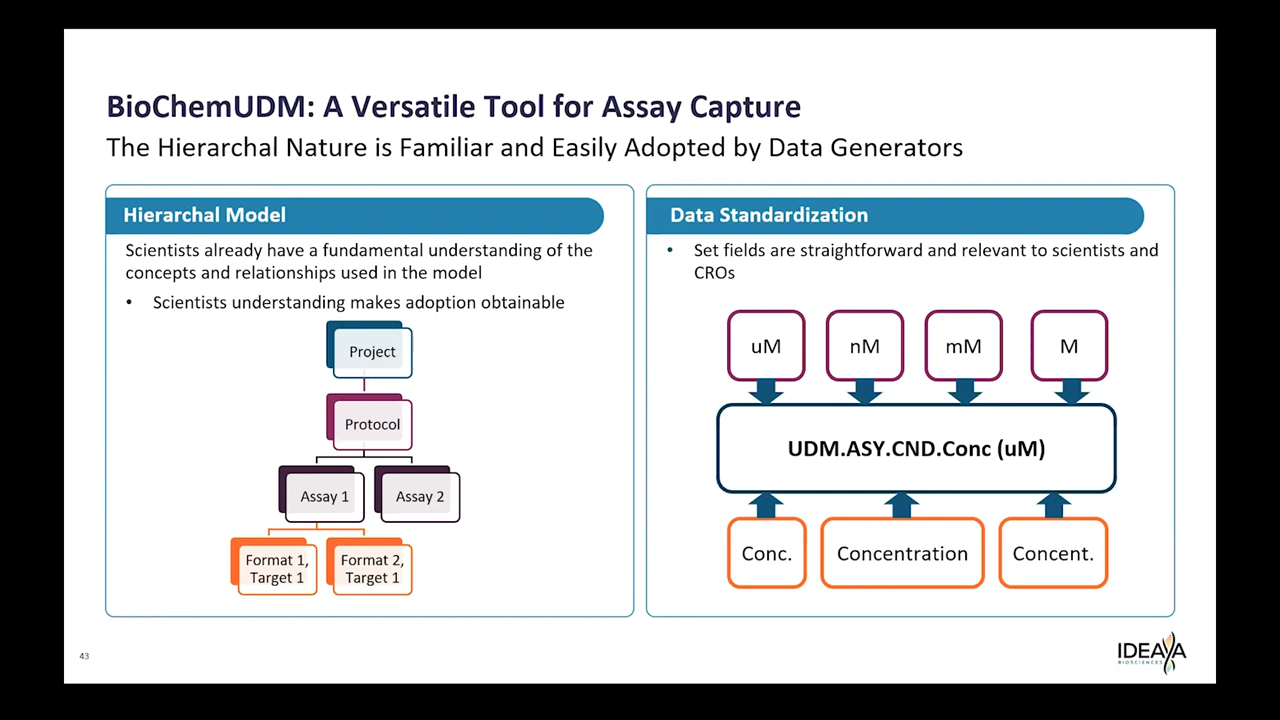 BioChemUDM: A Versatile Tool for Assay Capture
The Hierarchal Nature is Familiar and Easily Adopted by Data Generators
Hierarchal Model
Scientists already have a fundamental understanding of the
concepts and relationships used in the model
• Scientists understanding makes adoption obtainable
Project
Protocol
Assay 1
Assay 2
Format 1,
Target 1
Format 2,
Target 1
Data Standardization
• Set fields are straightforward and relevant to scientists and
CROs
uM
nM
mM
M
UDM.ASY.CND.Conc (uM)
Conc.
Concentration
Concent.
43
IDEAYA
BIOSCIENCES